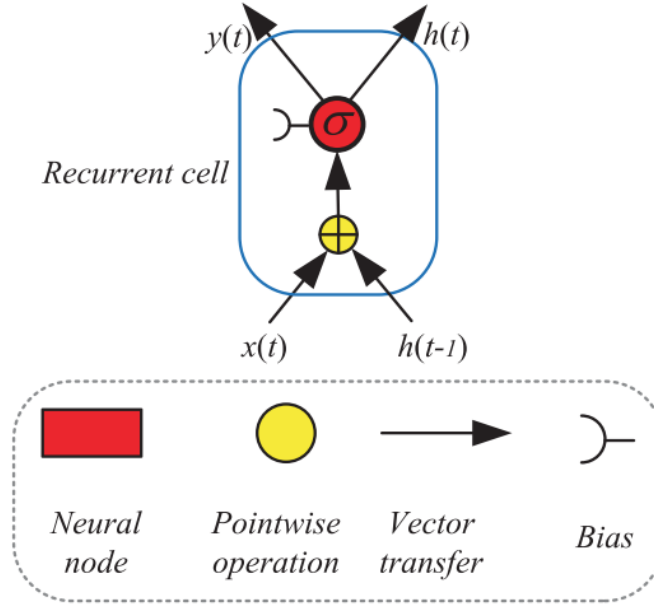 y(t)
h(t)
σ
Recurrent cell
x(t)
h(t-1)
Neural
node
Pointwise
operation
Vector
transfer
Bias